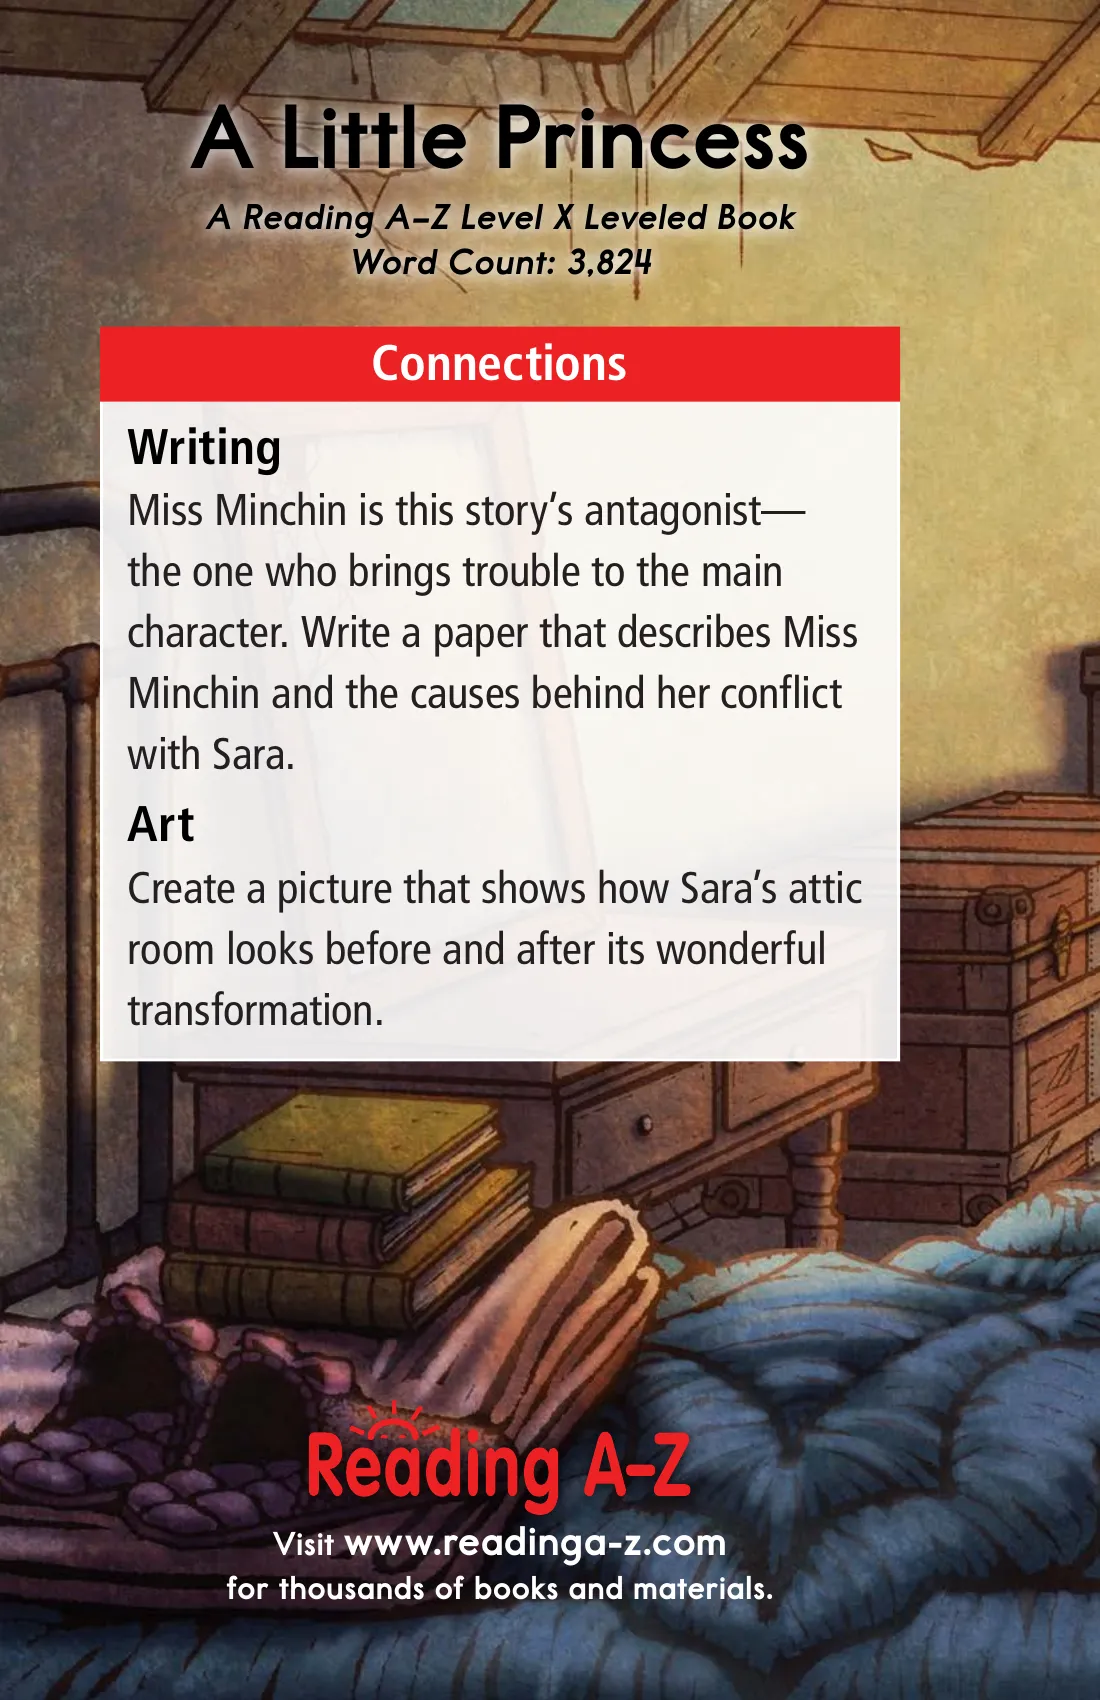 A Little Princess
A Reading A–Z Level X Leveled Book
Word Count: 3,824
Connections
Writing
Miss Minchin is this story's antagonist—
the one who brings trouble to the main
character. Write a paper that describes Miss
Minchin and the causes behind her conflict
with Sara.
Art
Create a picture that shows how Sara's attic
room looks before and after its wonderful
transformation.
Reading A–Z
Visit www.readinga-z.com
for thousands of books and materials.